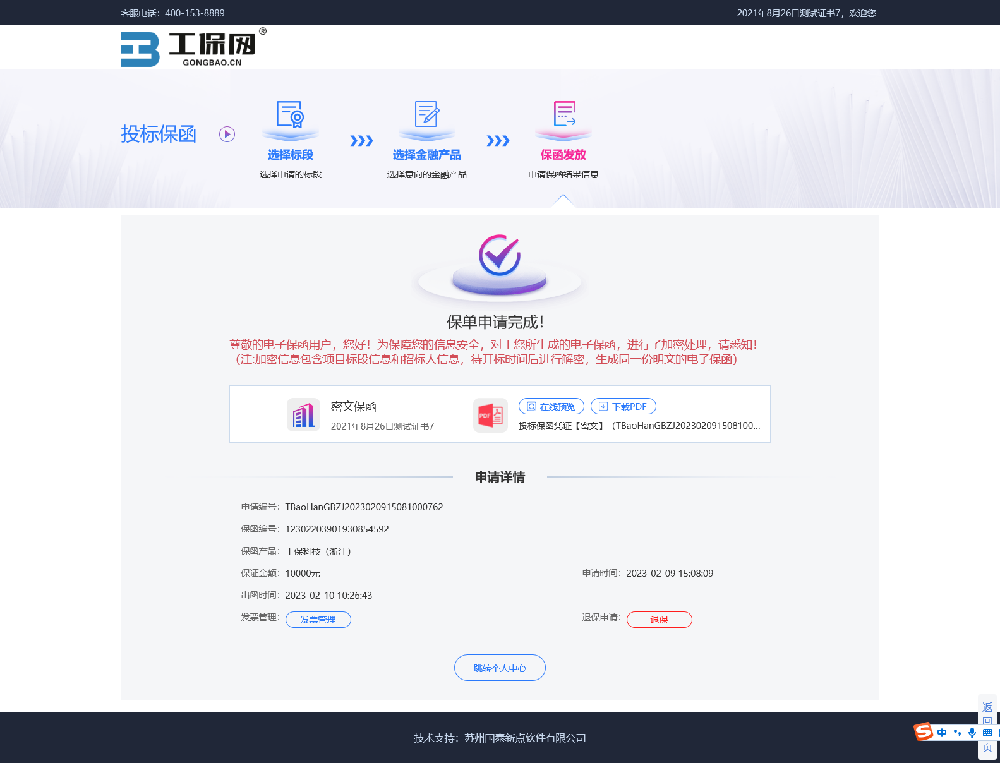 客服电话：400-153-8889
2021年8月26日测试证书7，欢迎您
工保网®
GONGBAO.CN
投标保函
选择标段
选择申请的标段
选择金融产品
选择意向的金融产品
保函发放
申请保函结果信息
保单申请完成！
尊敬的电子保函用户，您好！为保障您的信息安全，对于您所生成的电子保函，进行了加密处理，请悉知！
（注:加密信息包含项目标段信息和招标人信息，待开标时间后进行解密，生成同一份明文的电子保函）
密文保函
2021年8月26日测试证书7
PDF
在线预览
下载PDF
投标保函凭证【密文】（TBaoHanGBZJ202302091508100...
申请详情
申请编号：TBaoHanGBZJ2023020915081000762
保函编号：12302203901930854592
保函产品：工保科技（浙江）
保证金额：10000元
申请时间：2023-02-09 15:08:09
出函时间：2023-02-10 10:26:43
发票管理：发票管理
退保申请：退保
跳转个人中心
技术支持：苏州国泰新点软件有限公司
返
回
中
页